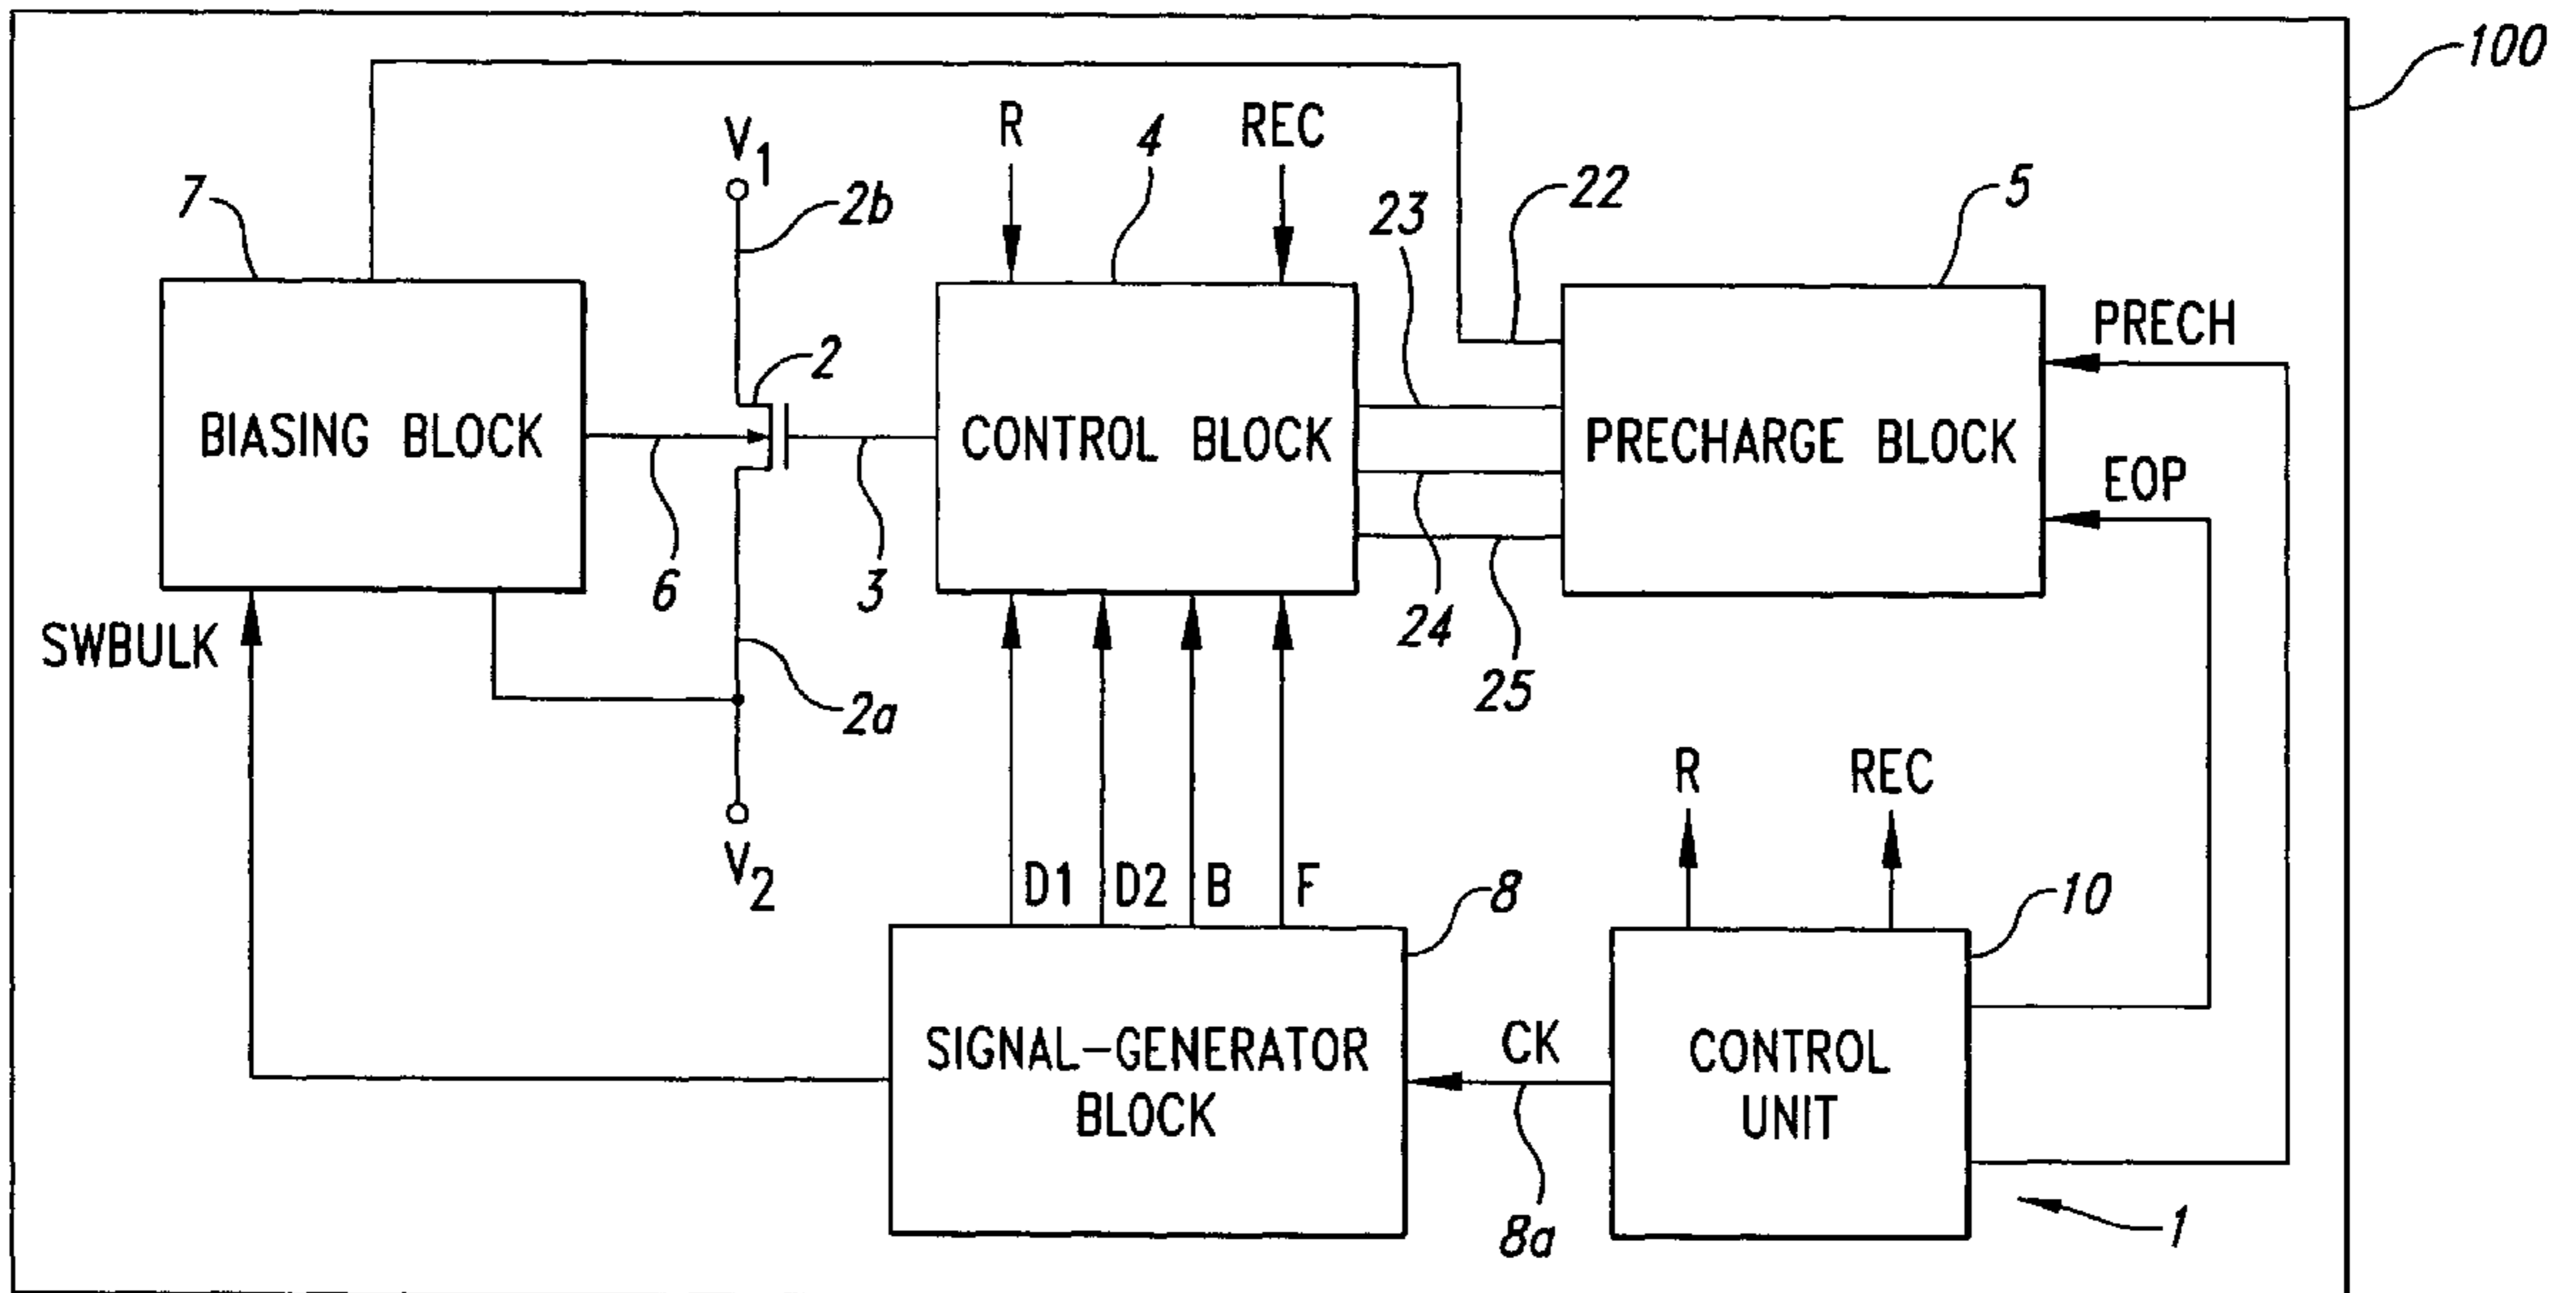 100
V1
2b
R
4
REC
7
23
22
5
2
PRECH
BIASING BLOCK
CONTROL BLOCK
PRECHARGE BLOCK
EOP
6
3
24
25
SWBULK
2a
V2
R
REC
D1
D2
B
F
8
10
SIGNAL-GENERATOR
BLOCK
CK
CONTROL
UNIT
8a
1